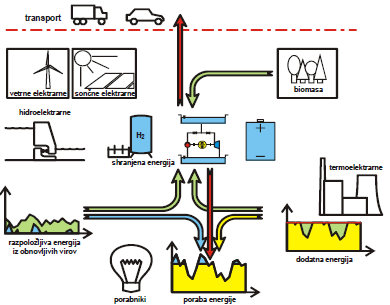 transport
vetrne elektrarne
sončne elektrarne
biomasa
hidroelektrarne
H2
shranjena energija
+
-
termoelektrarne
razpoložljiva energija
iz obnovljivih virov
dodatna energija
porabniki
poraba energije